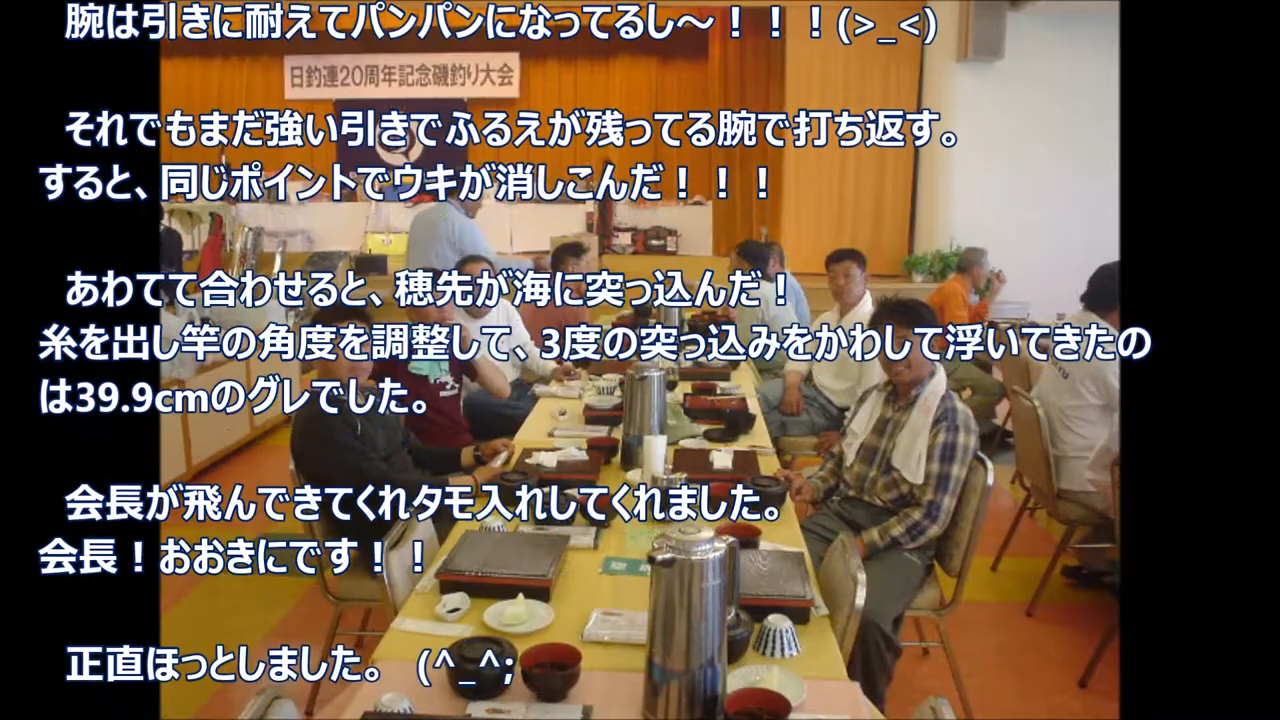 腕は引きに耐えてパンパンになってるし～！！！(>_<)
日釣連20周年記念磯釣り大会
それでもまだ強い引きでふるえが残ってる腕で打ち返す。
すると、同じポイントでウキが消しこんだ！！！
あわてて合わせると、穂先が海に突っ込んだ！
糸を出し竿の角度を調整して、3度の突っ込みをかわして浮いてきたの
は39.9cmのグレでした。
会長が飛んできてくれタモ入れしてくれました。
会長！おおきにです！！
正直ほっとしました。 (^_^;